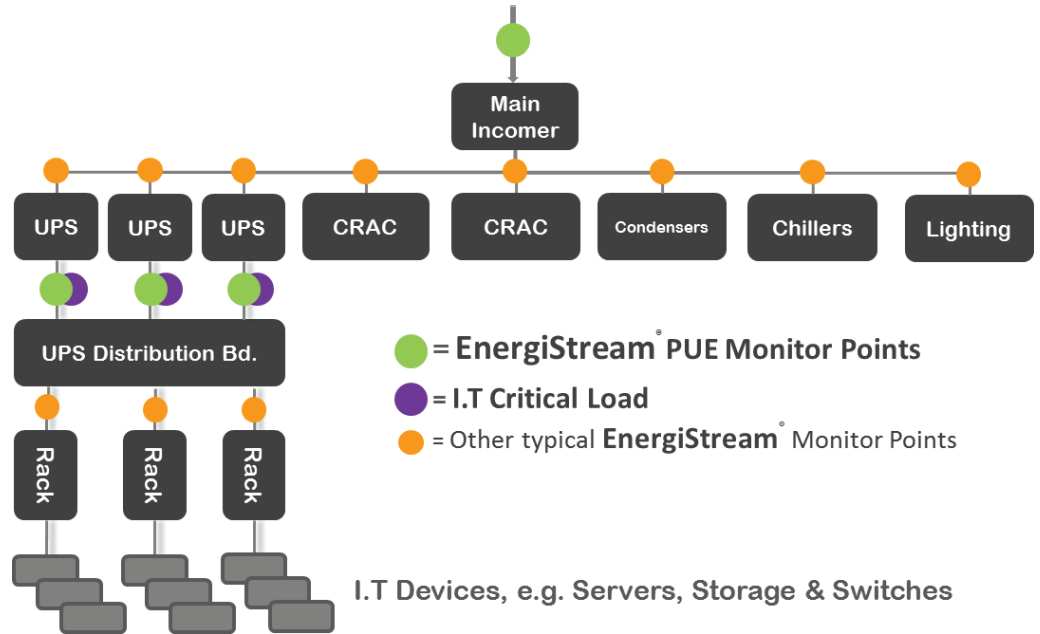 Main
Incomer
UPS
UPS
UPS
CRAC
CRAC
Condensers
Chillers
Lighting
UPS Distribution Bd.
= EnergiStream® PUE Monitor Points
= I.T Critical Load
= Other typical EnergiStream® Monitor Points
Rack
Rack
Rack
I.T Devices, e.g. Servers, Storage & Switches